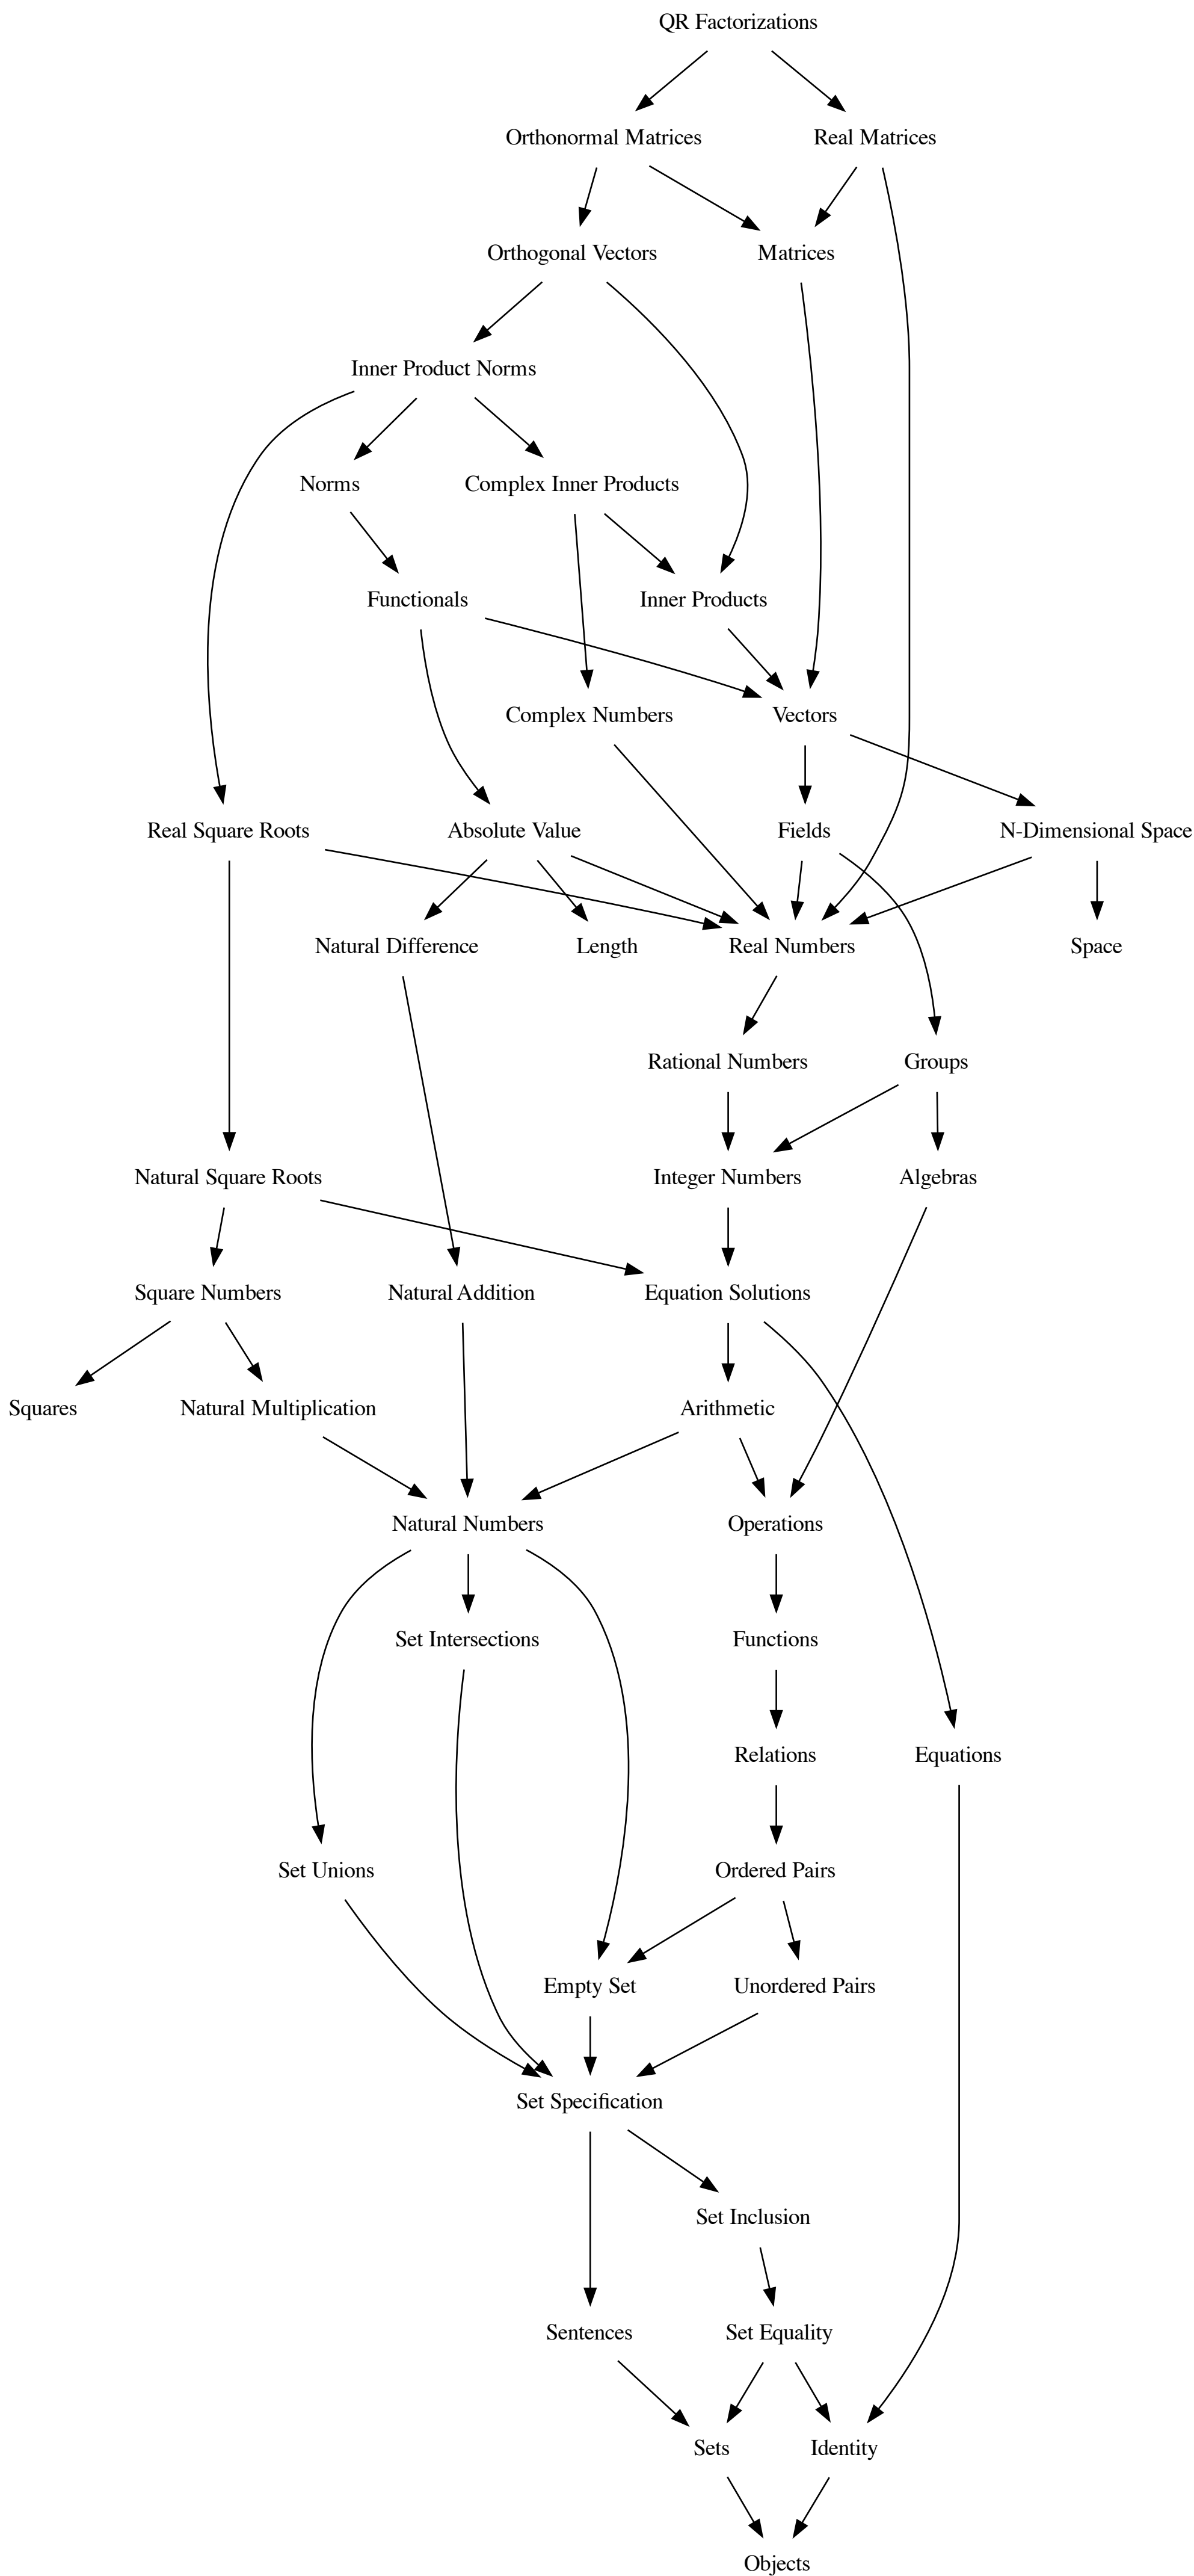 QR Factorizations
Orthonormal Matrices
Real Matrices
Orthogonal Vectors
Matrices
Inner Product Norms
Norms
Complex Inner Products
Functionals
Inner Products
Complex Numbers
Vectors
Real Square Roots
Absolute Value
Fields
N-Dimensional Space
Natural Difference
Length
Real Numbers
Space
Rational Numbers
Groups
Natural Square Roots
Integer Numbers
Algebras
Square Numbers
Natural Addition
Equation Solutions
Squares
Natural Multiplication
Arithmetic
Natural Numbers
Operations
Set Intersections
Functions
Relations
Equations
Set Unions
Ordered Pairs
Empty Set
Unordered Pairs
Set Specification
Set Inclusion
Sentences
Set Equality
Sets
Identity
Objects